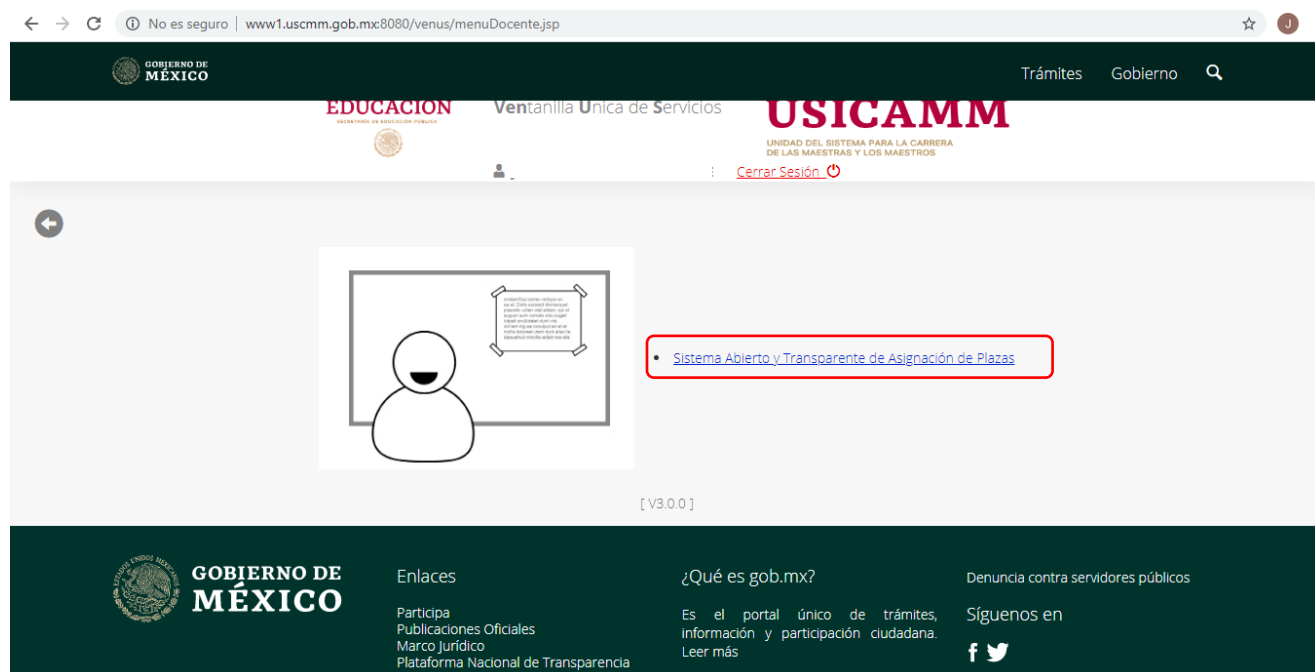 No es seguro | www1.uscmm.gob.mx:8080/venus/menuDocente.jsp
J
GOBIERNO DE
MÉXICO
Trámites Gobierno
EDUCACIÓN
SECRETARÍA DE EDUCACIÓN PÚBLICA
Ventanilla Única de Servicios
USICAMM
UNIDAD DEL SISTEMA PARA LA CARRERA
DE LAS MAESTRAS Y LOS MAESTROS
Cerrar Sesión
Sistema Abierto y Transparente de Asignación de Plazas
[ V3.0.0 ]
GOBIERNO DE
MÉXICO
Enlaces
Participa
Publicaciones Oficiales
Marco Jurídico
Plataforma Nacional de Transparencia
¿Qué es gob.mx?
Es el portal único de trámites,
información y participación ciudadana.
Leer más
Denuncia contra servidores públicos
Síguenos en